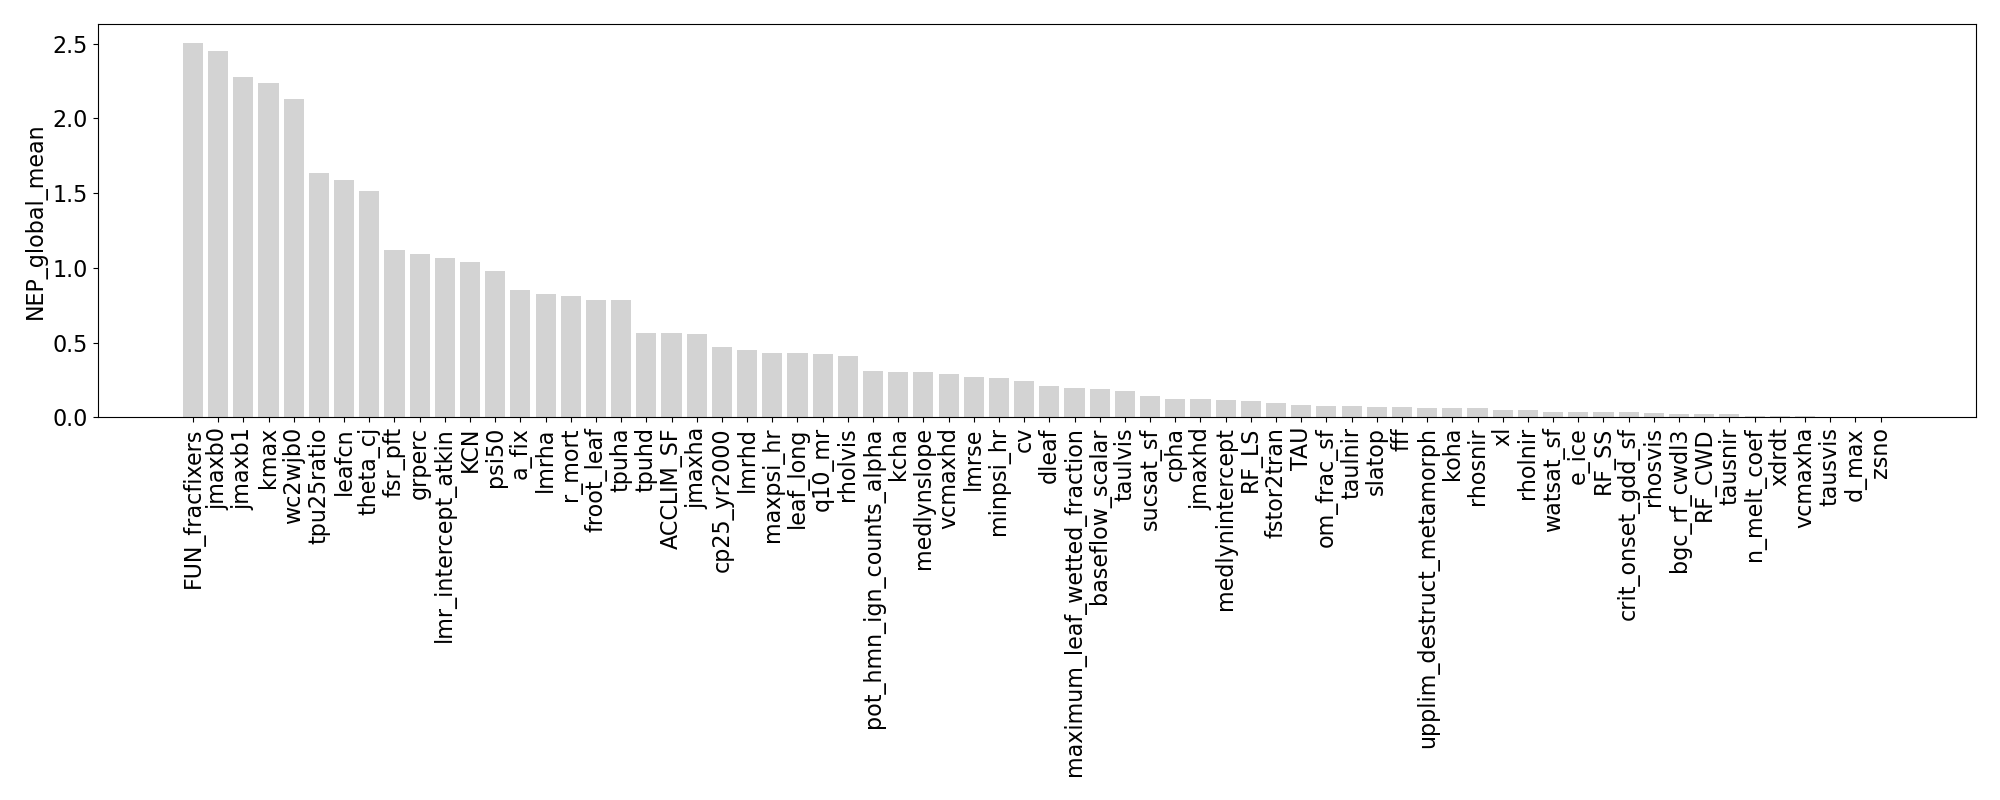 NEP_global_mean
2.5
2.0
1.5
1.0
0.5
0.0
FUN_fracfixers
jmaxb0
jmaxb1
kmax
wc2wjb0
tpu25ratio
leafcn
theta_cj
fsr_pft
grperc
lmr_intercept_atkin
KCN
psi50
a_fix
lmrha
r_mort
froot_leaf
tpuha
tpuhd
ACCLIM_SF
jmaxha
cp25_yr2000
lmrhd
maxpsi_hr
leaf_long
q10_mr
rholvis
pot_hmn_ign_counts_alpha
kcha
medlynslope
vcmaxhd
lmrse
minpsi_hr
cv
dleaf
maximum_leaf_wetted_fraction
baseflow_scalar
taulvis
sucsat_sf
cpha
jmaxhd
medlynintercept
RF_LS
fstor2tran
TAU
om_frac_sf
taulnir
slatop
fff
upplim_destruct_metamorph
koha
rhosnir
xl
rholnir
watsat_sf
e_ice
RF_SS
crit_onset_gdd_sf
rhosvis
bgc_rf_cwdl3
RF_CWD
tausnir
n_melt_coef
xdrdt
vcmaxha
tausvis
d_max
zsno